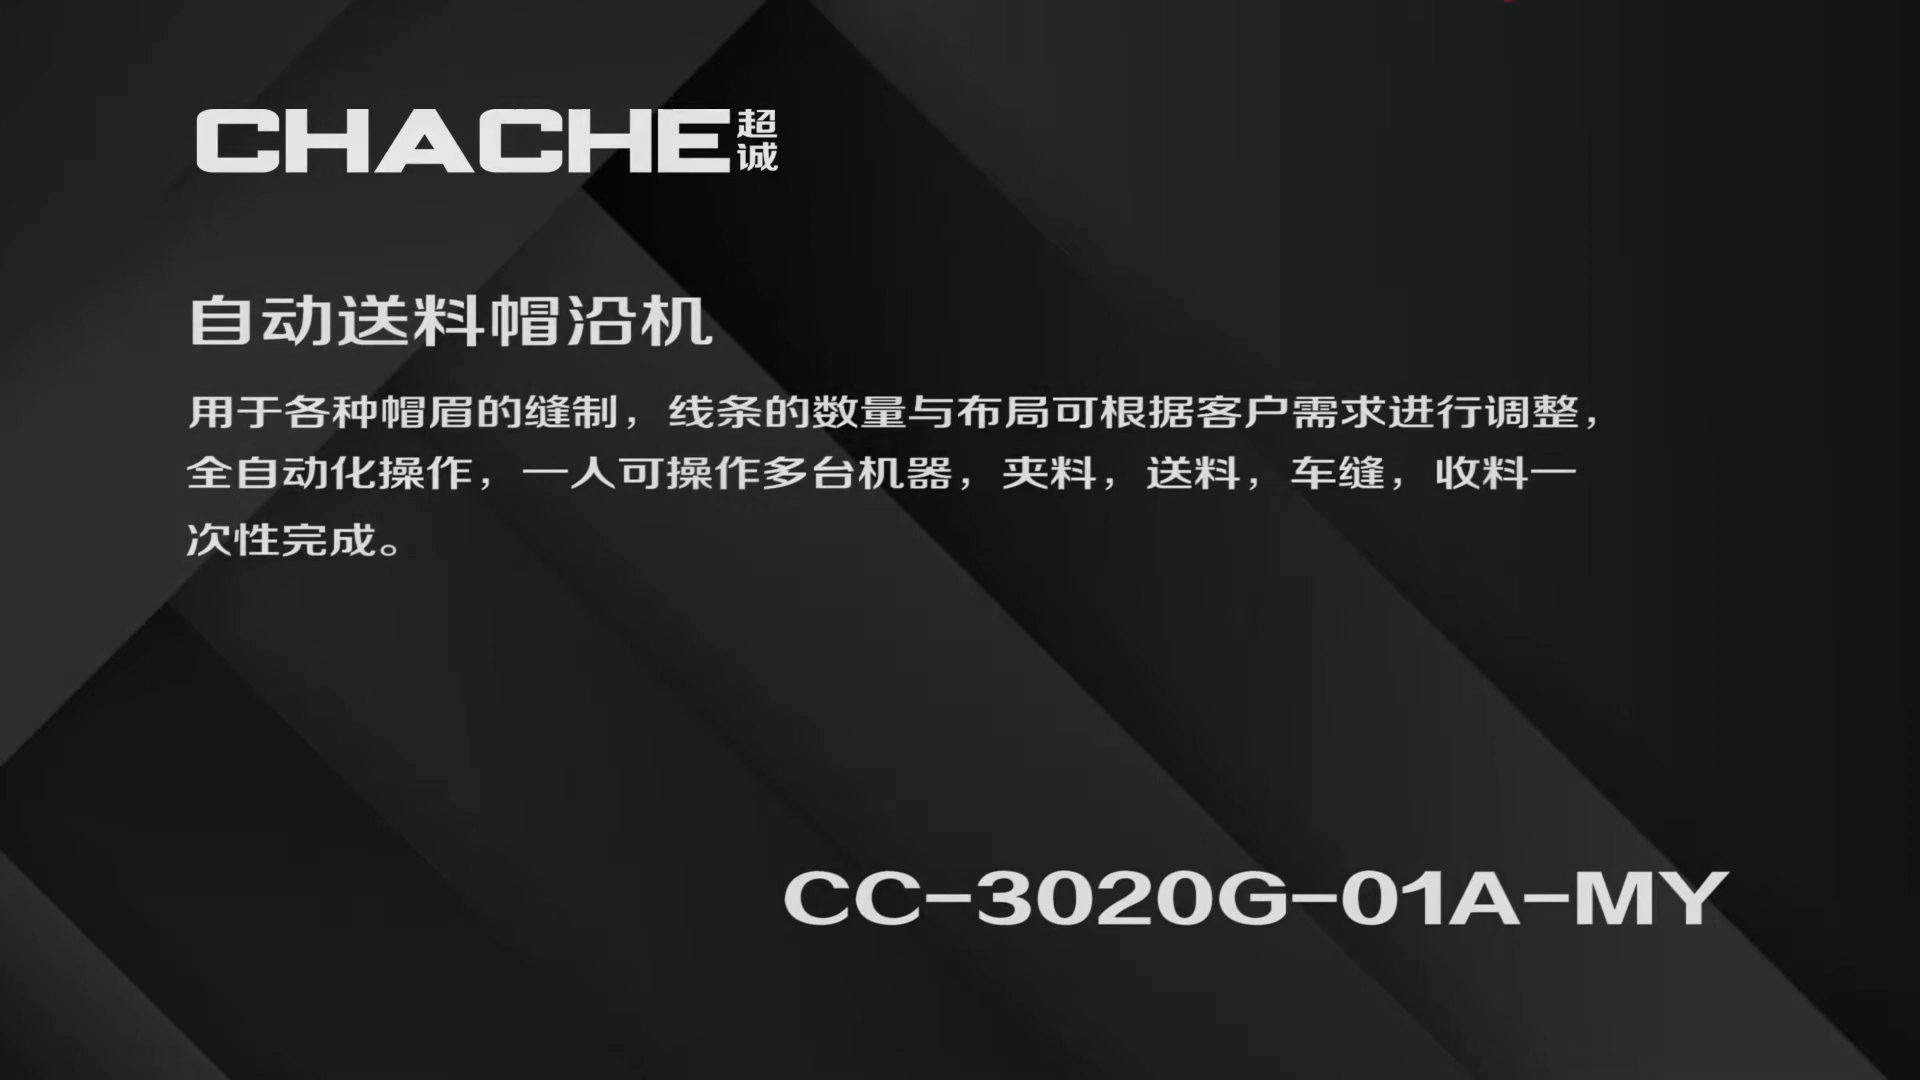 CHACHE超诚
自动送料帽沿机
用于各种帽眉的缝制，线条的数量与布局可根据客户需求进行调整，
全自动化操作，一人可操作多台机器，夹料，送料，车缝，收料一
次性完成。
CC-3020G-01A-MY